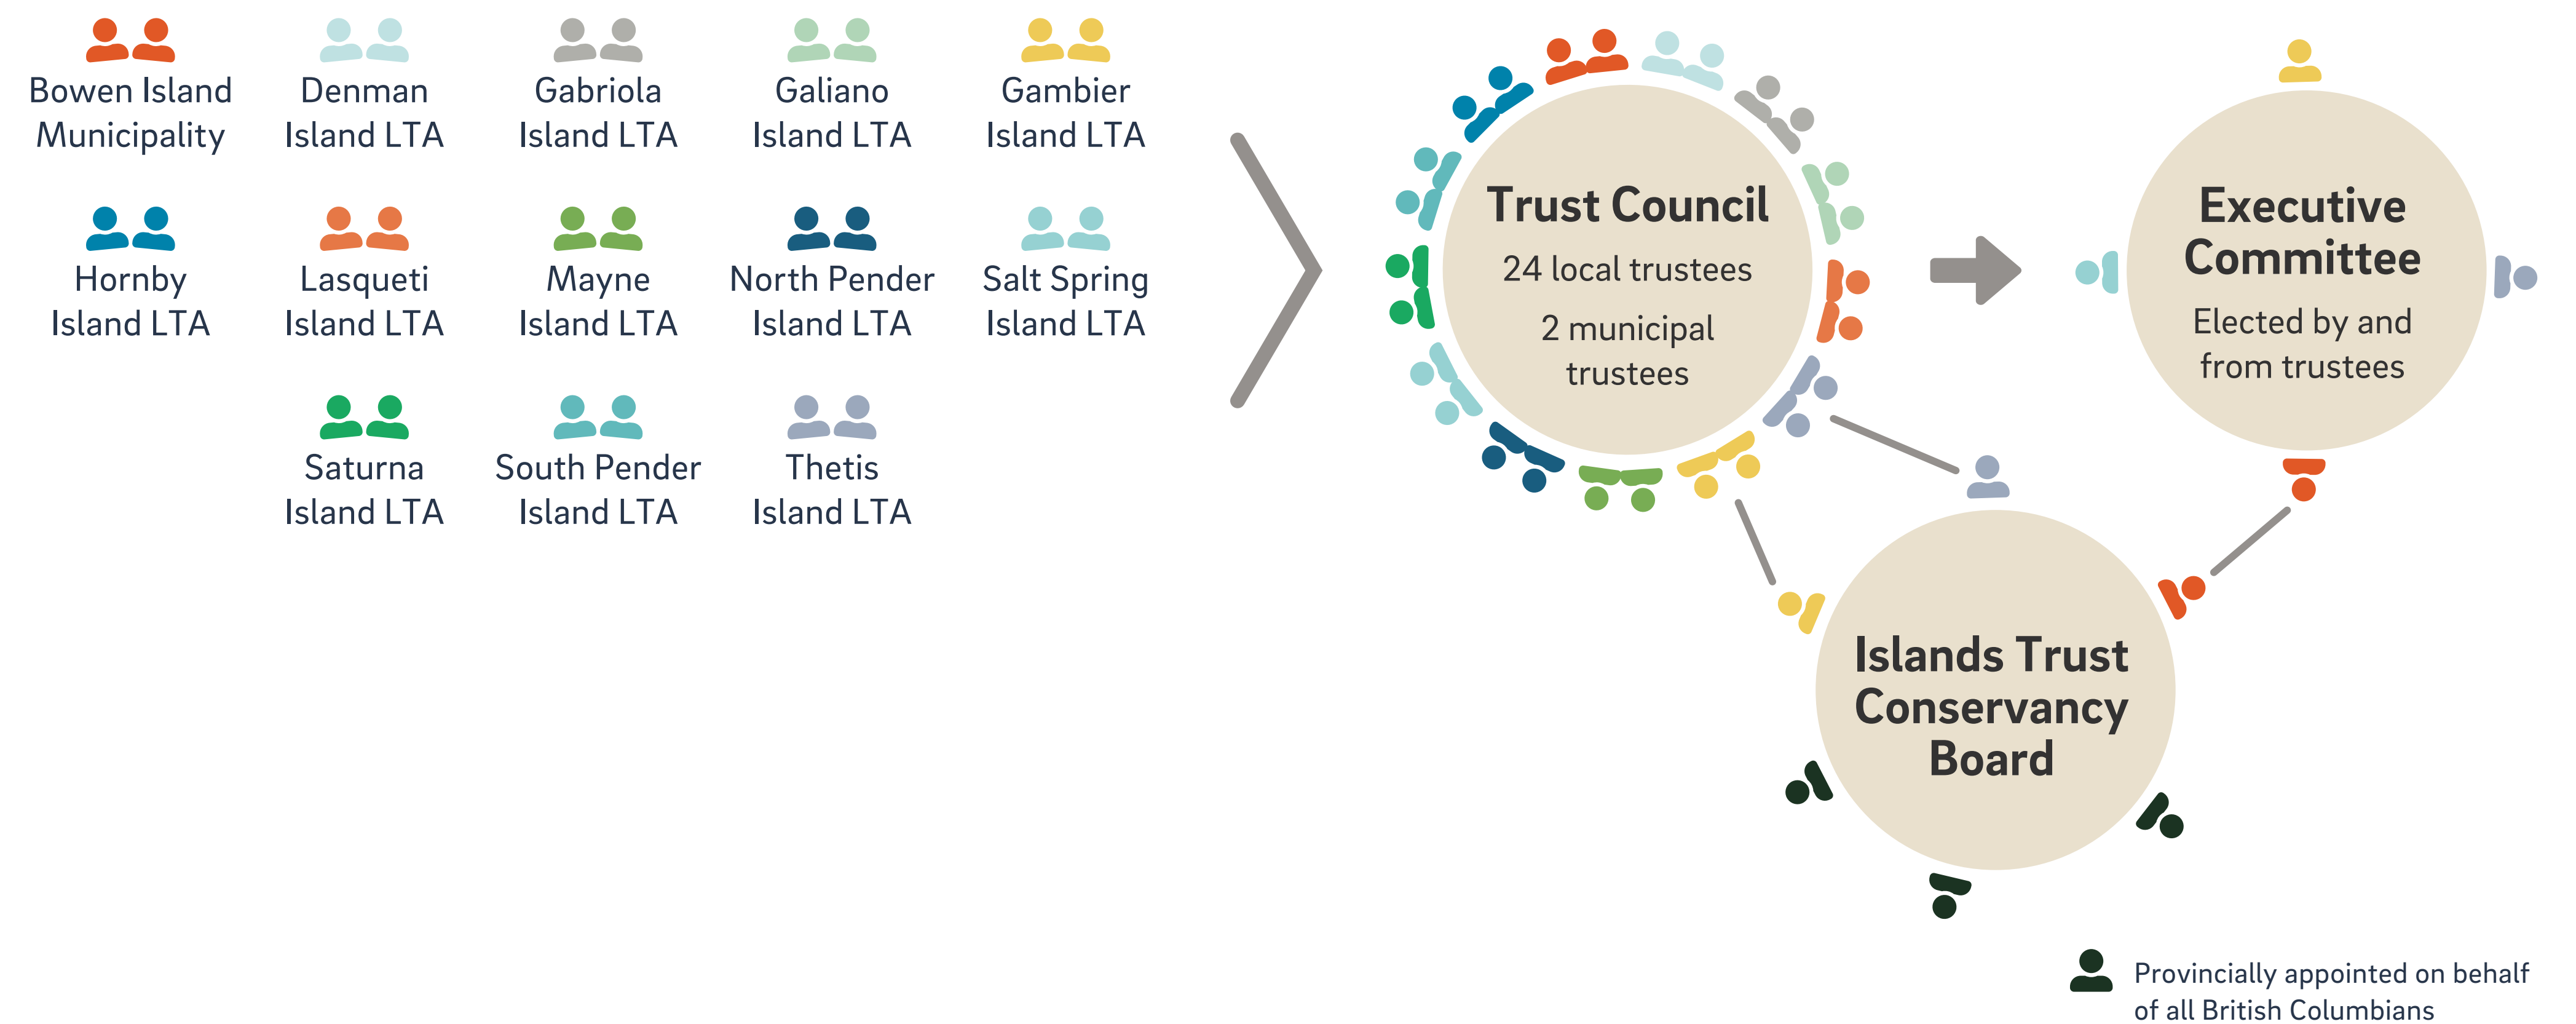 Bowen Island
Municipality
Denman
Island LTA
Gabriola
Island LTA
Galiano
Island LTA
Gambier
Island LTA
Hornby
Island LTA
Lasqueti
Island LTA
Mayne
Island LTA
North Pender
Island LTA
Salt Spring
Island LTA
Saturna
Island LTA
South Pender
Island LTA
Thetis
Island LTA
Trust Council
24 local trustees
2 municipal
trustees
Executive
Committee
Elected by and
from trustees
Islands Trust
Conservancy
Board
Provincially appointed on behalf
of all British Columbians